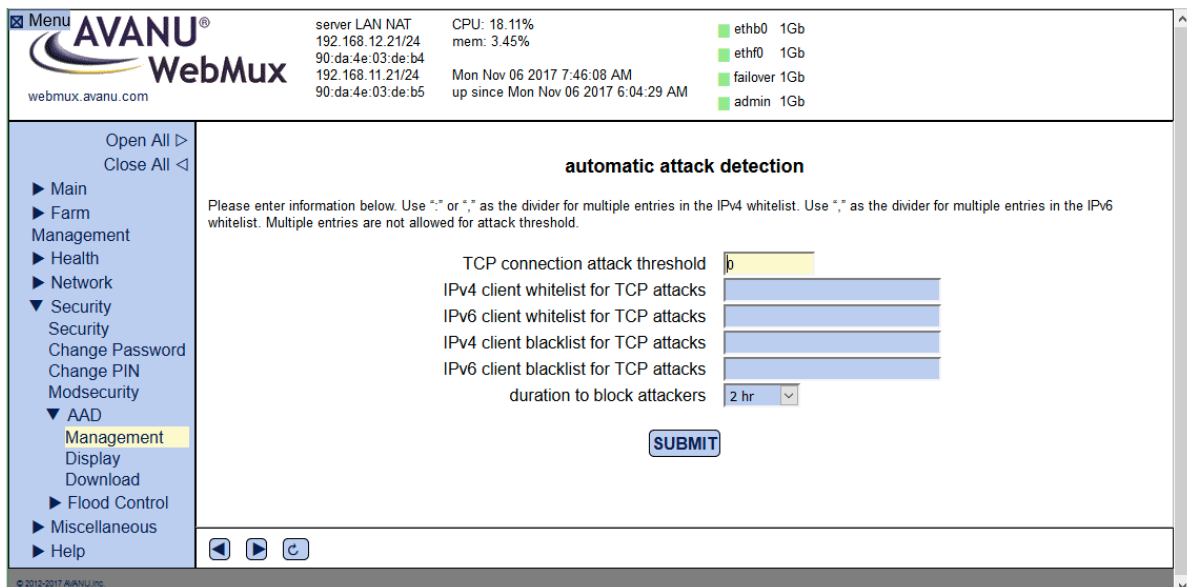 Menu
AVANU®
WebMux
webmux.avanu.com
server LAN NAT
192.168.12.21/24
90:da:4e:03:de:b4
192.168.11.21/24
90:da:4e:03:de:b5
CPU: 18.11%
mem: 3.45%
Mon Nov 06 2017 7:46:08 AM
up since Mon Nov 06 2017 6:04:29 AM
ethb0 1Gb
ethf0 1Gb
failover 1Gb
admin 1Gb
Open All ▷
Close All ◁
▶ Main
▶ Farm
Management
▶ Health
▶ Network
▼ Security
Security
Change Password
Change PIN
Modsecurity
▼ AAD
Management
Display
Download
▶ Flood Control
▶ Miscellaneous
▶ Help
automatic attack detection
Please enter information below. Use “:” or “,” as the divider for multiple entries in the IPv4 whitelist. Use “,” as the divider for multiple entries in the IPv6
whitelist. Multiple entries are not allowed for attack threshold.
TCP connection attack threshold 0
IPv4 client whitelist for TCP attacks
IPv6 client whitelist for TCP attacks
IPv4 client blacklist for TCP attacks
IPv6 client blacklist for TCP attacks
duration to block attackers 2 hr
SUBMIT
© 2012-2017 AVANU, Inc.